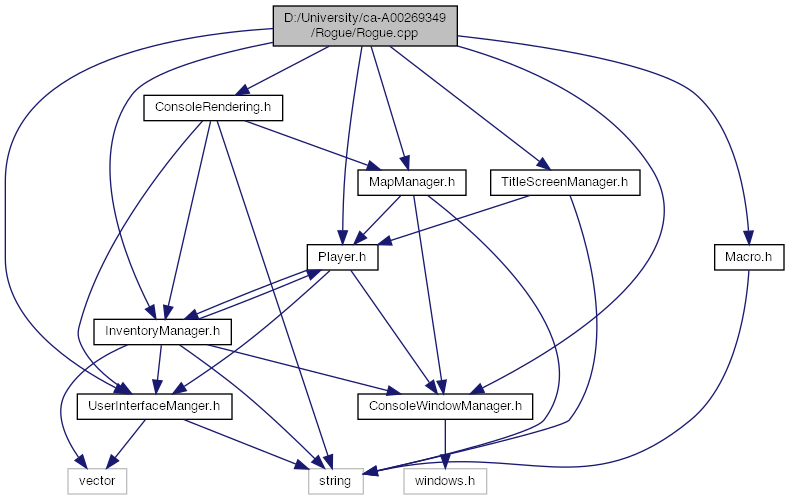 D:/University/ca-A00269349
/Rogue/Rogue.cpp
ConsoleRendering.h
MapManager.h
TitleScreenManager.h
Player.h
Macro.h
InventoryManager.h
UserInterfaceManger.h
ConsoleWindowManager.h
vector
string
windows.h